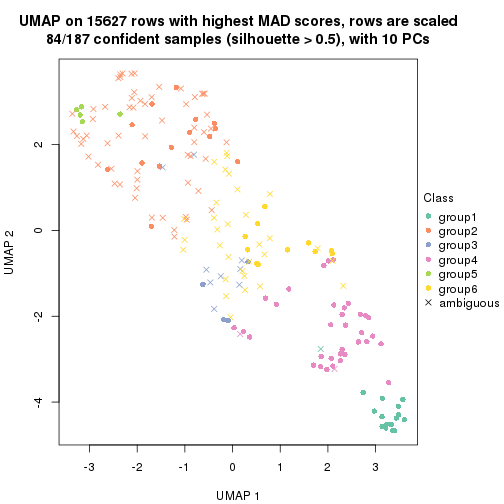 UMAP on 15627 rows with highest MAD scores, rows are scaled
84/187 confident samples (silhouette > 0.5), with 10 PCs
UMAP 2
2
0
-2
-4
-3
-2
-1
0
1
2
3
UMAP 1
Class
group1
group2
group3
group4
group5
group6
ambiguous